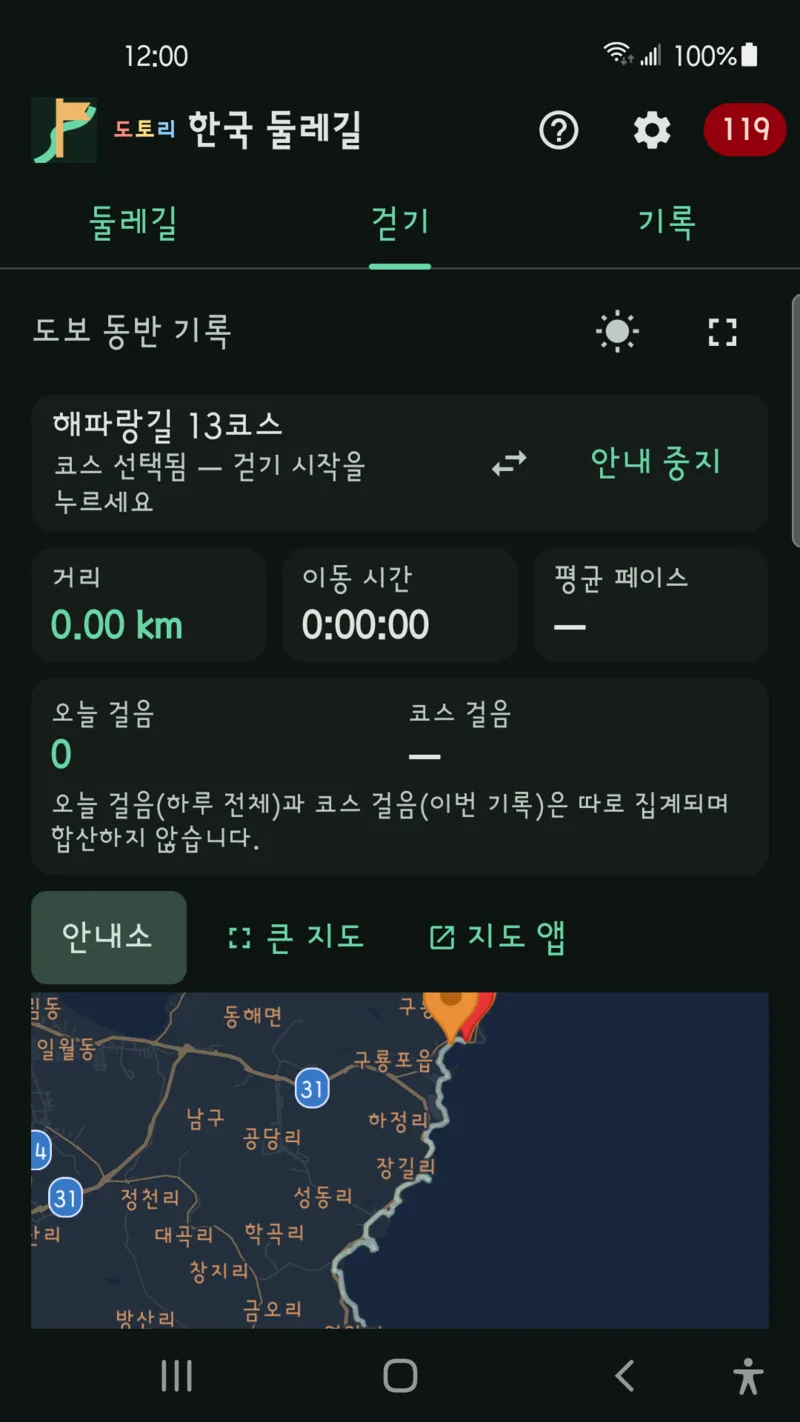 12:00
100%
도토리 한국 둘레길
119
둘레길 걷기 기록
도보 동반 기록
해파랑길 13코스
코스 선택됨 — 걷기 시작을
누르세요
안내 중지
거리 이동 시간 평균 페이스
0.00 km 0:00:00 —
오늘 걸음 코스 걸음
0 —
오늘 걸음(하루 전체)과 코스 걸음(이번 기록)은 따로 집계되며
합산하지 않습니다.
안내소 큰 지도 지도 앱
동해면
일월동
구룡포읍
31
남구
하정리
공당리
4
장길리
31
정천리
성동리
대곡리
학곡리
창지리
금오리
방산리